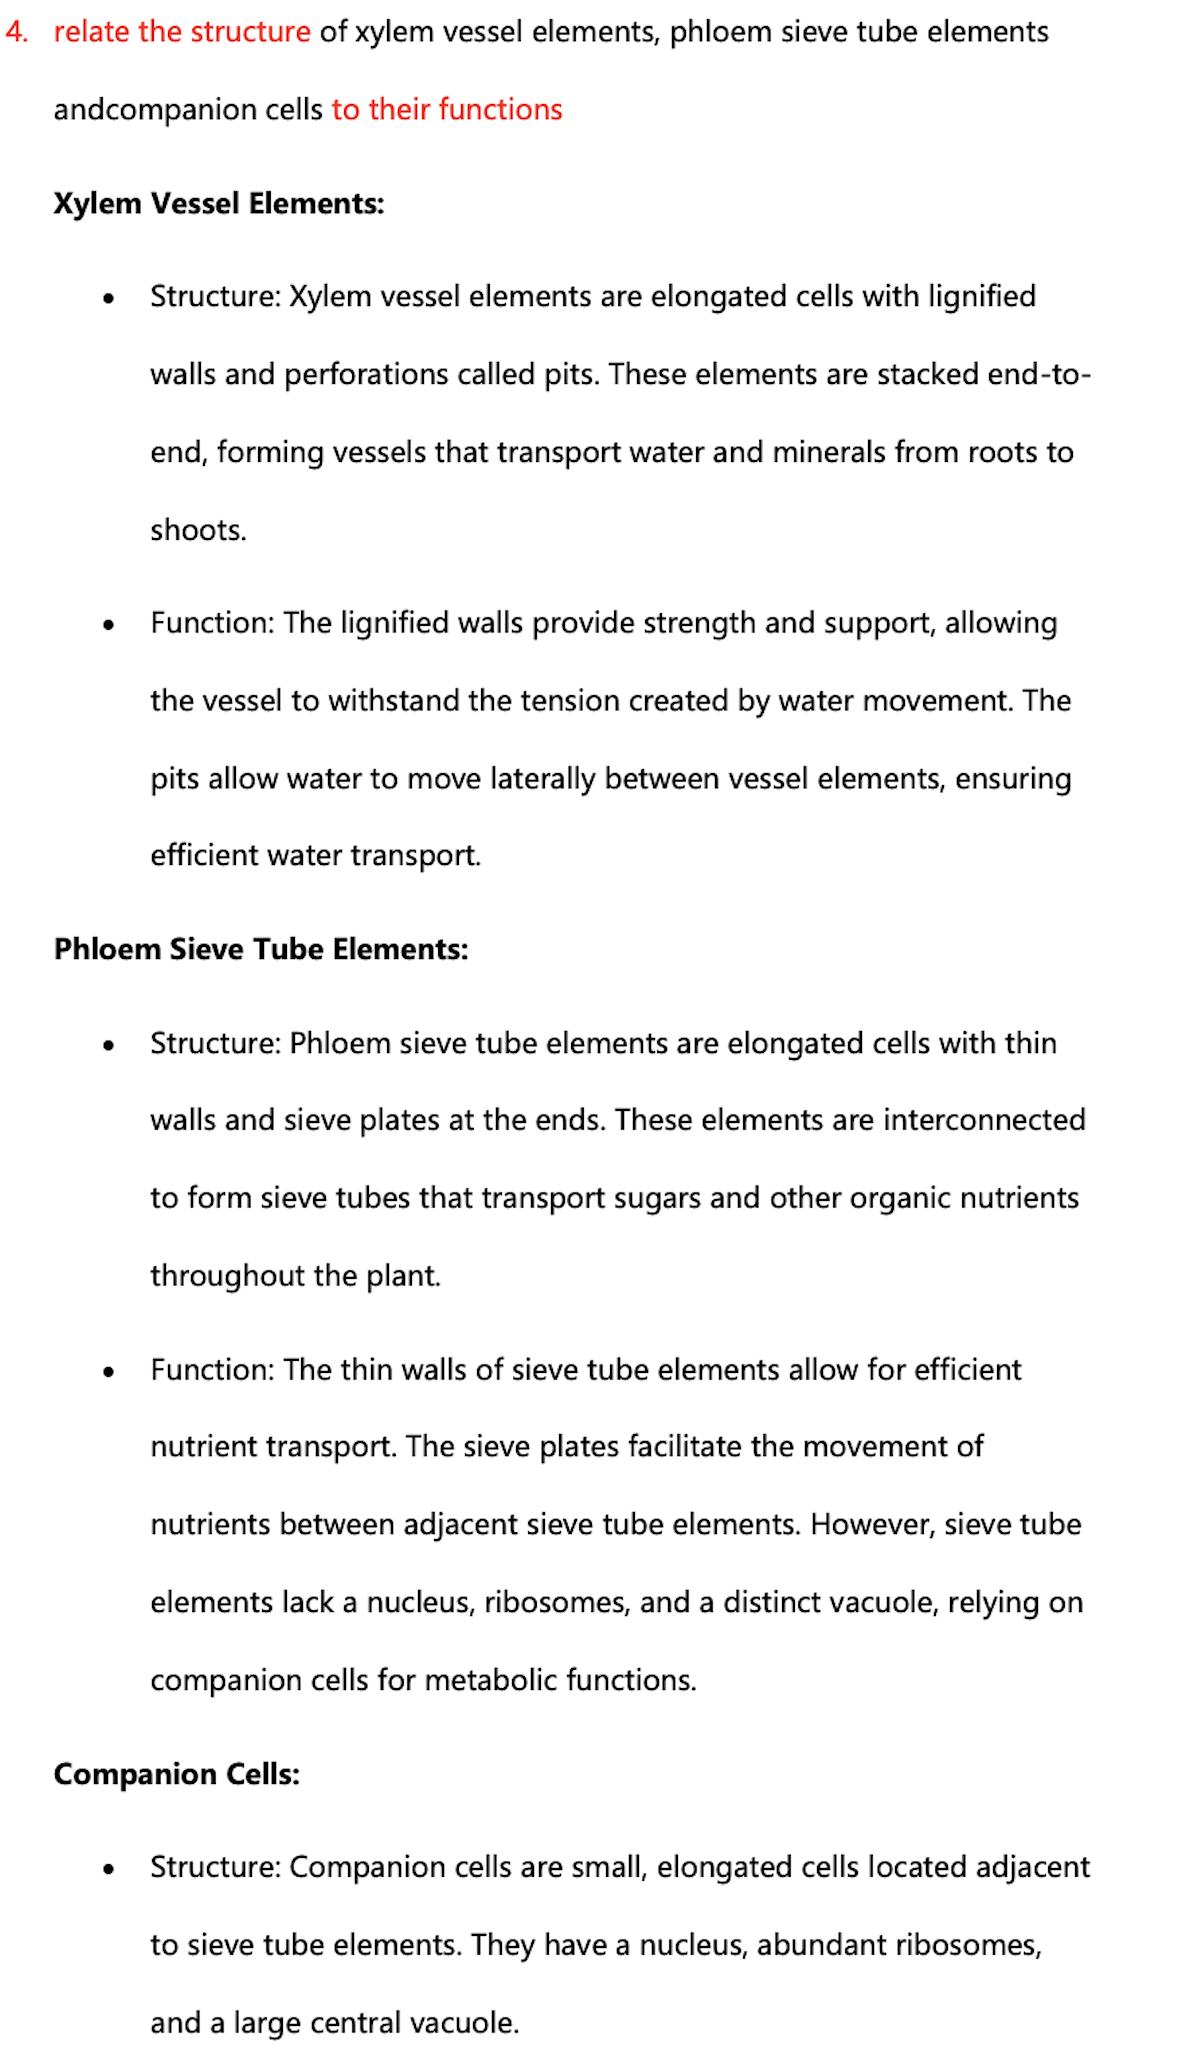 4. relate the structure of xylem vessel elements, phloem sieve tube elements
andcompanion cells to their functions
Xylem Vessel Elements:
• Structure: Xylem vessel elements are elongated cells with lignified
walls and perforations called pits. These elements are stacked end-to-
end, forming vessels that transport water and minerals from roots to
shoots.
• Function: The lignified walls provide strength and support, allowing
the vessel to withstand the tension created by water movement. The
pits allow water to move laterally between vessel elements, ensuring
efficient water transport.
Phloem Sieve Tube Elements:
• Structure: Phloem sieve tube elements are elongated cells with thin
walls and sieve plates at the ends. These elements are interconnected
to form sieve tubes that transport sugars and other organic nutrients
throughout the plant.
• Function: The thin walls of sieve tube elements allow for efficient
nutrient transport. The sieve plates facilitate the movement of
nutrients between adjacent sieve tube elements. However, sieve tube
elements lack a nucleus, ribosomes, and a distinct vacuole, relying on
companion cells for metabolic functions.
Companion Cells:
• Structure: Companion cells are small, elongated cells located adjacent
to sieve tube elements. They have a nucleus, abundant ribosomes,
and a large central vacuole.